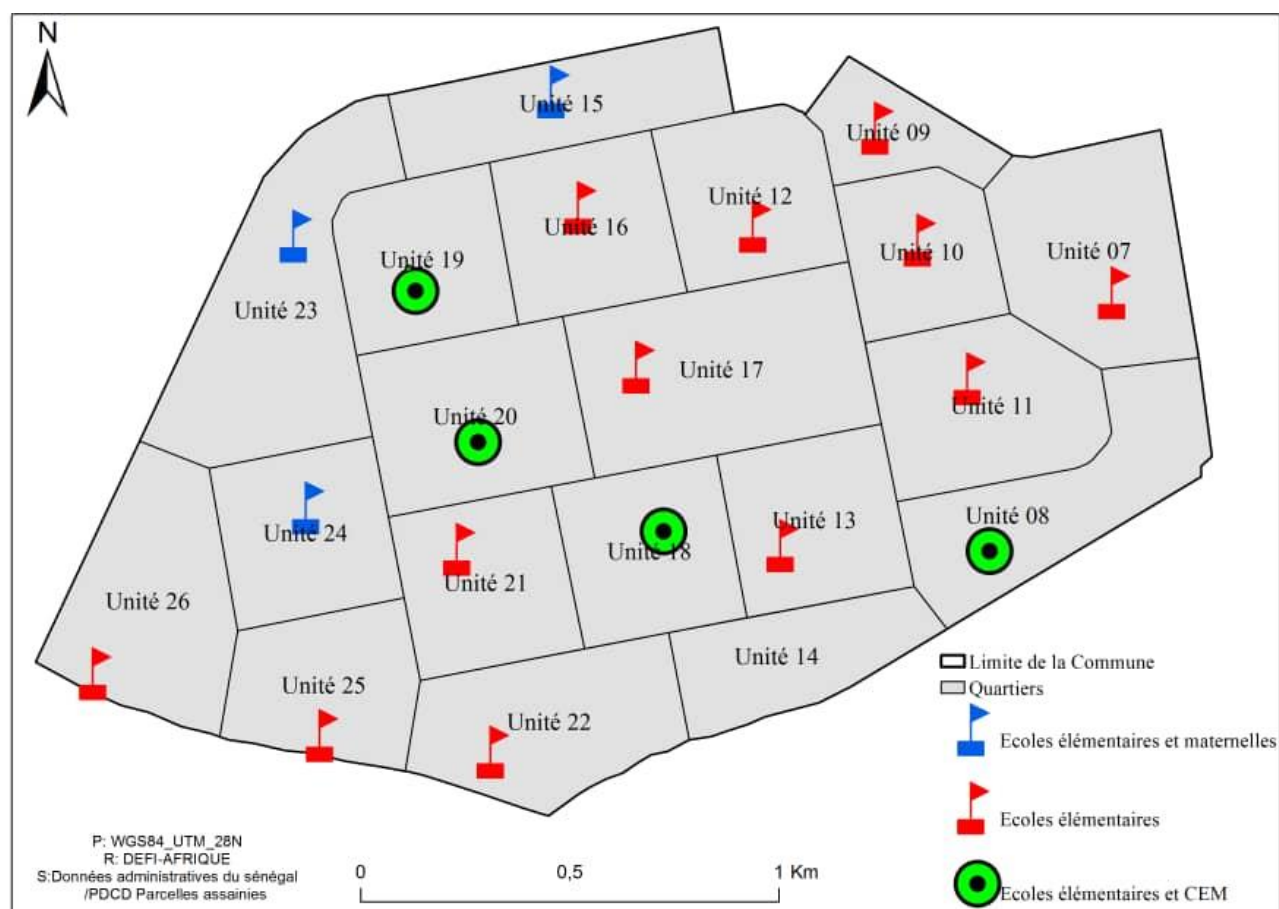 N
Unité 15
Unité 09
Unité 12
Unité 16
Unité 10
Unité 07
Unité 19
Unité 23
Unité 17
Unité 11
Unité 20
Unité 08
Unité 13
Unité 24
Unité 18
Unité 21
Unité 26
Unité 14
Unité 25
Unité 22
Limite de la Commune
Quartiers
Ecoles élémentaires et maternelles
Ecoles élémentaires
Ecoles élémentaires et CEM
P: WGS84_UTM_28N
R: DEFI-AFRIQUE
S:Données administratives du sénégal
/PDCD Parcelles assainies
0 0,5 1 Km